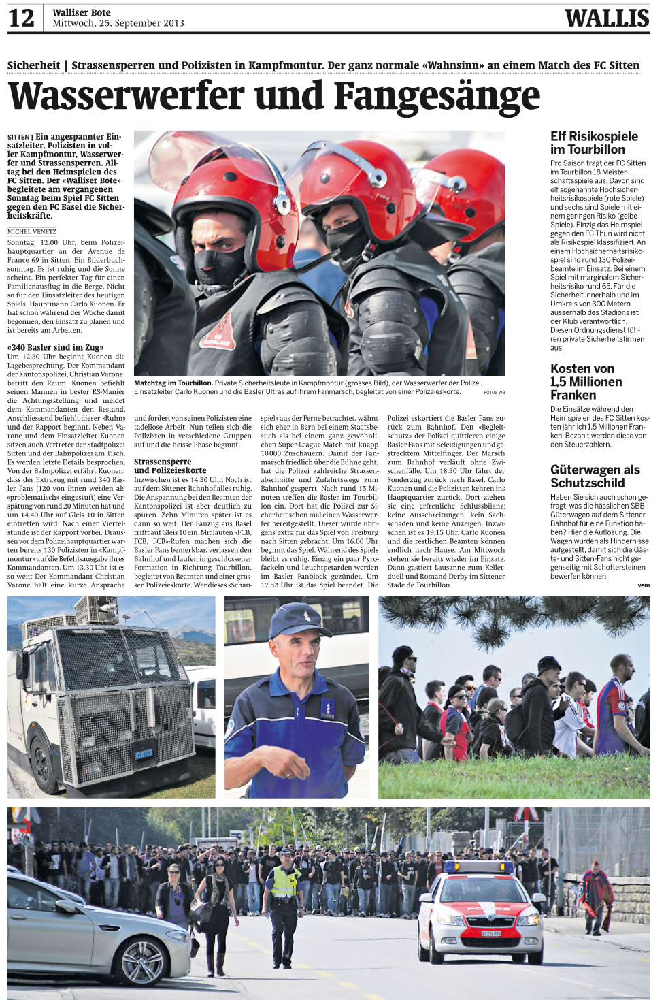 12
Walliser Bote
Mittwoch, 25. September 2013
WALLIS
Sicherheit | Strassensperren und Polizisten in Kampfmontur. Der ganz normale «Wahnsinn» an einem Match des FC Sitten
Wasserwerfer und Fangesänge
SITTEN | Ein angespannter Ein-
satzleiter, Polizisten in vol-
ler Kampfmontur, Wasserwer-
fer und Strassensperren. All-
tag bei den Heimspielen des
FC Sitten. Der «Walliser Bote»
begleitete am vergangenen
Sonntag beim Spiel FC Sitten
gegen den FC Basel die Sicher-
heitskräfte.
MICHEL VENETZ
Sonntag, 12.00 Uhr, beim Polizei-
hauptquartier an der Avenue de
France 69 in Sitten. Ein Bilderbuch-
sonntag. Es ist ruhig und die Sonne
scheint. Ein perfekter Tag für einen
Familienausflug in die Berge. Nicht
so für den Einsatzleiter des heutigen
Spiels, Hauptmann Carlo Kuonen. Er
hat schon während der Woche damit
begonnen, den Einsatz zu planen und
ist bereits am Arbeiten.
«340 Basler sind im Zug»
Um 12.30 Uhr beginnt Kuonen die
Lagebesprechung. Der Kommandant
der Kantonspolizei, Christian Varone,
betritt den Raum. Kuonen befiehlt
seinen Mannen in bester RS-Manier
die Achtungsstellung und meldet
dem Kommandanten den Bestand.
Anschliessend befiehlt dieser «Ruhn»
und der Rapport beginnt. Neben Va-
rone und dem Einsatzleiter Kuonen
sitzen auch Vertreter der Stadtpolizei
Sitten und der Bahnpolizei am Tisch.
Es werden letzte Details besprochen.
Von der Bahnpolizei erfährt Kuonen,
dass der Extrazug mit rund 340 Bas-
ler Fans (120 von ihnen werden als
«problematisch» eingestuft) eine Ver-
spätung von rund 20 Minuten hat und
um 14.40 Uhr auf Gleis 10 in Sitten
eintreffen wird. Nach einer Viertel-
stunde ist der Rapport vorbei. Draus-
sen vor dem Polizeihauptquartier war-
ten bereits 130 Polizisten in «Kampf-
montur» auf die Befehlsausgabe ihres
Kommandanten. Um 13.30 Uhr ist es
so weit: Der Kommandant Christian
Varone hält eine kurze Ansprache
Matchtag im Tourbillon. Private Sicherheitsleute in Kampfmontur (grosses Bild), der Wasserwerfer der Polizei,
Einsatzleiter Carlo Kuonen und die Basler Ultras auf ihrem Fanmarsch, begleitet von einer Polizeieskorte.
FOTOS WB
und fordert von seinen Polizisten eine
tadellose Arbeit. Nun teilen sich die
Polizisten in verschiedene Gruppen
auf und die heisse Phase beginnt.
Strassensperre
und Polizeieskorte
Inzwischen ist es 14.30 Uhr. Noch ist
auf dem Sittener Bahnhof alles ruhig.
Die Anspannung bei den Beamten der
Kantonspolizei ist aber deutlich zu
spüren. Zehn Minuten später ist es
dann so weit. Der Fanzug aus Basel
trifft auf Gleis 10 ein. Mit lauten «FCB,
FCB, FCB»-Rufen machen sich die
Basler Fans bemerkbar, verlassen den
Bahnhof und laufen in geschlossener
Formation in Richtung Tourbillon,
begleitet von Beamten und einer gros-
sen Polizeieskorte. Wer dieses «Schau-
spiel» aus der Ferne betrachtet, wähnt
sich eher in Bern bei einem Staatsbe-
such als bei einem ganz gewöhnli-
chen Super-League-Match mit knapp
10 000 Zuschauern. Damit der Fan-
marsch friedlich über die Bühne geht,
hat die Polizei zahlreiche Strassen-
abschnitte und Zufahrtswege zum
Bahnhof gesperrt. Nach rund 15 Mi-
nuten treffen die Basler im Tourbil-
lon ein. Dort hat die Polizei zur Si-
cherheit schon mal einen Wasserwer-
fer bereitgestellt. Dieser wurde übri-
gens extra für das Spiel von Freiburg
nach Sitten gebracht. Um 16.00 Uhr
beginnt das Spiel. Während des Spiels
bleibt es ruhig. Einzig ein paar Pyro-
fackeln und Leuchtpetarden werden
im Basler Fanblock gezündet. Um
17.52 Uhr ist das Spiel beendet. Die
Polizei eskortiert die Basler Fans zu-
rück zum Bahnhof. Den «Begleit-
schutz» der Polizei quittieren einige
Basler Fans mit Beleidigungen und ge-
strecktem Mittelfinger. Der Marsch
zum Bahnhof verläuft ohne Zwi-
schenfälle. Um 18.30 Uhr fährt der
Sonderzug zurück nach Basel. Carlo
Kuonen und die Polizisten kehren ins
Hauptquartier zurück. Dort ziehen
sie eine erfreuliche Schlussbilanz:
keine Ausschreitungen, kein Sach-
schaden und keine Anzeigen. Inzwi-
schen ist es 19.15 Uhr. Carlo Kuonen
und die restlichen Beamten können
endlich nach Hause. Am Mittwoch
stehen sie bereits wieder im Einsatz.
Dann gastiert Lausanne zum Keller-
duell und Romand-Derby im Sittener
Stade de Tourbillon.
Elf Risikospiele
im Tourbillon
Pro Saison trägt der FC Sitten
im Tourbillon 18 Meister-
schaftsspiele aus. Davon sind
elf sogenannte Hochsicher-
heitsrisikospiele (rote Spiele)
und sechs sind Spiele mit ei-
nem geringen Risiko (gelbe
Spiele). Einzig das Heimspiel
gegen den FC Thun wird nicht
als Risikospiel klassifiziert. An
einem Hochsicherheitsrisiko-
spiel sind rund 130 Polizei-
beamte im Einsatz. Bei einem
Spiel mit marginalem Sicher-
heitsrisiko rund 65. Für die
Sicherheit innerhalb und im
Umkreis von 300 Metern
ausserhalb des Stadions ist
der Klub verantwortlich.
Diesen Ordnungsdienst füh-
ren private Sicherheitsfirmen
aus.
Kosten von
1,5 Millionen
Franken
Die Einsätze während den
Heimspielen des FC Sitten kos-
ten jährlich 1,5 Millionen Fran-
ken. Bezahlt werden diese von
den Steuerzahlern.
Güterwagen als
Schutzschild
Haben Sie sich auch schon ge-
fragt, was die hässlichen SBB-
Güterwagen auf dem Sittener
Bahnhof für eine Funktion ha-
ben? Hier die Auflösung. Die
Wagen wurden als Hindernisse
aufgestellt, damit sich die Gäs-
te- und Sitten-Fans nicht ge-
genseitig mit Schottersteinen
bewerfen können.
vem